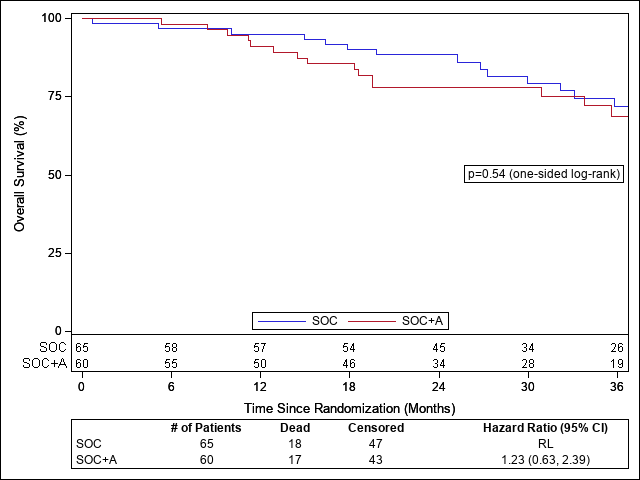 100
75
50
25
0
Overall Survival (%)
p=0.54 (one-sided log-rank)
SOC SOC+A
SOC 65 58 57 54 45 34 26
SOC+A 60 55 50 46 34 28 19
0 6 12 18 24 30 36
Time Since Randomization (Months)
# of Patients Dead Censored Hazard Ratio (95% CI)
SOC 65 18 47 RL
SOC+A 60 17 43 1.23 (0.63, 2.39)